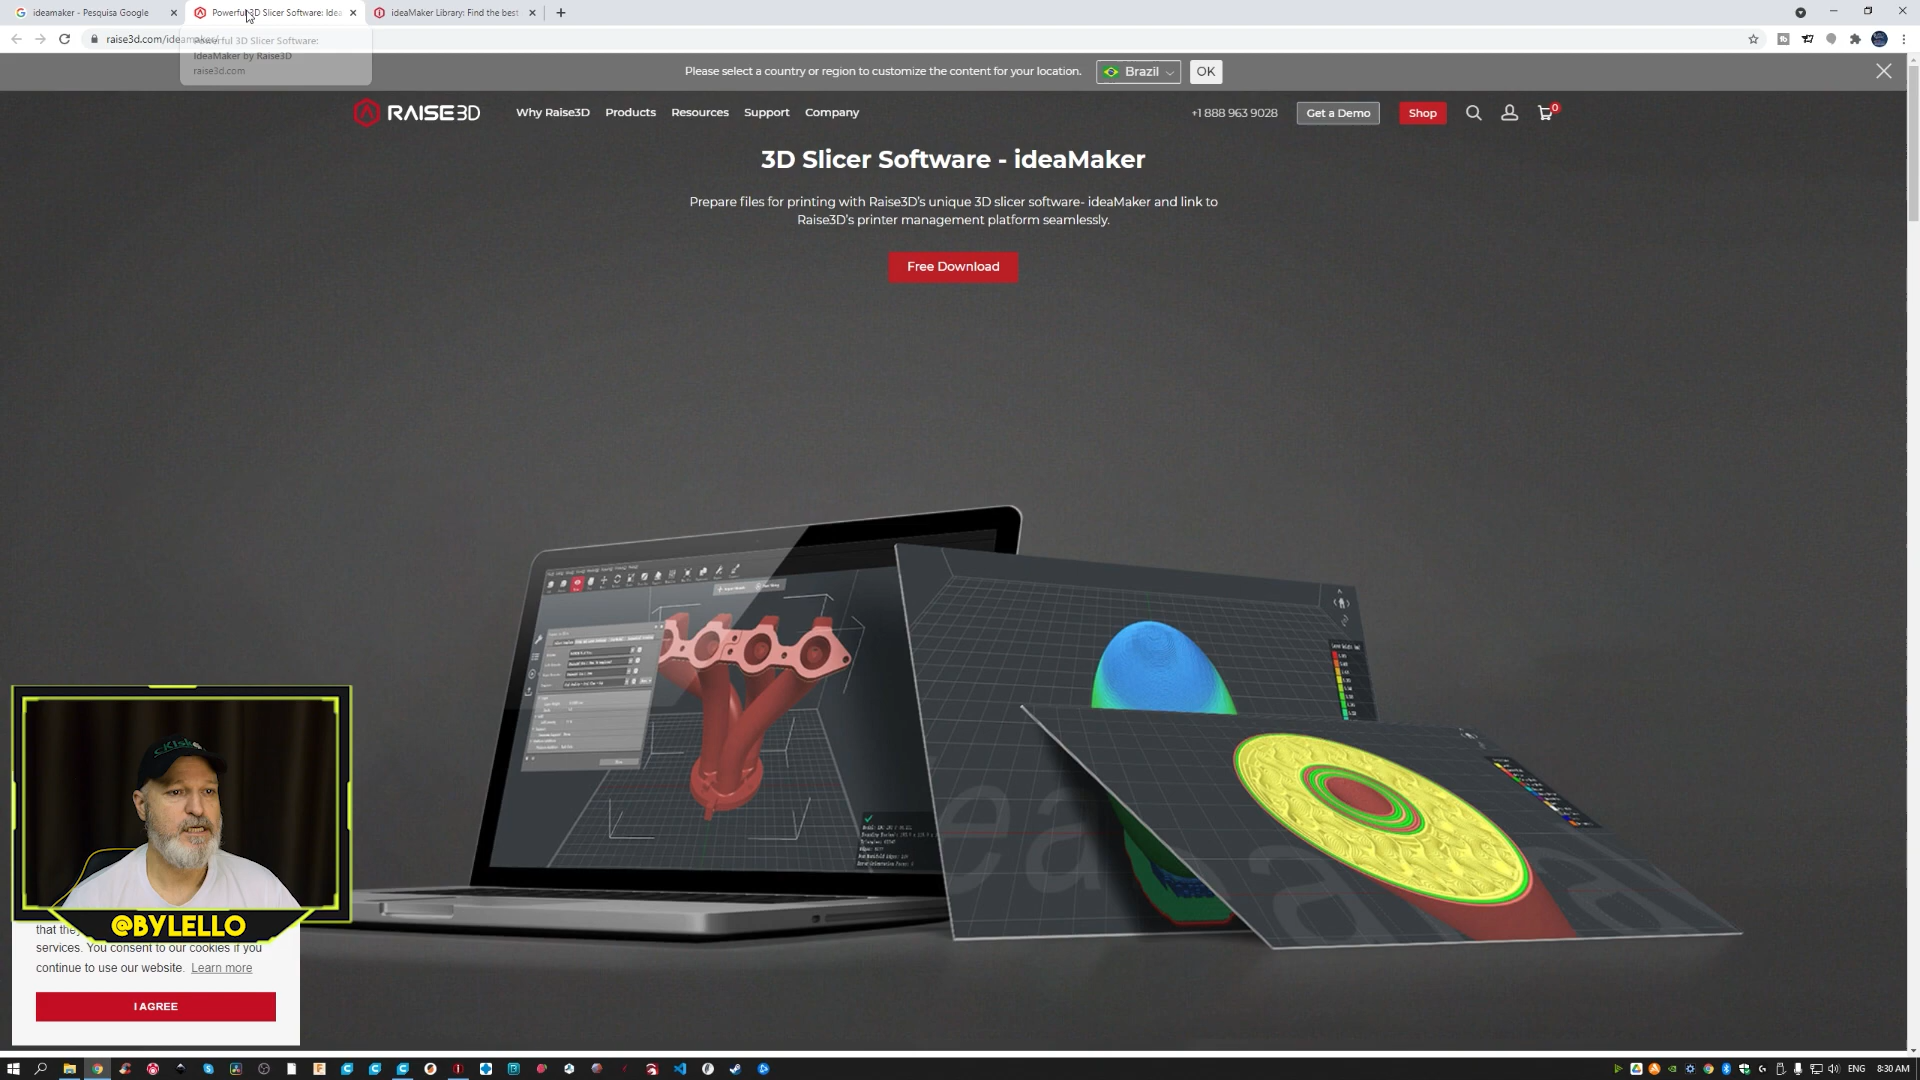 ideamaker - Pesquisa Google
Powerful 3D Slicer Software: Idea
ideaMaker Library: Find the best
raise3d.com/ideamaker/
Powerful 3D Slicer Software:
IdeaMaker by Raise3D
raise3d.com
Please select a country or region to customize the content for your location.
Brazil
OK
RAISE3D
Why Raise3D
Products
Resources
Support
Company
+1 888 963 9028
Get a Demo
Shop
0
3D Slicer Software - ideaMaker
Prepare files for printing with Raise3D's unique 3D slicer software- ideaMaker and link to
Raise3D's printer management platform seamlessly.
Free Download
@BYLELLO
that they
services. You consent to our cookies if you
continue to use our website. Learn more
I AGREE
ENG
8:30 AM